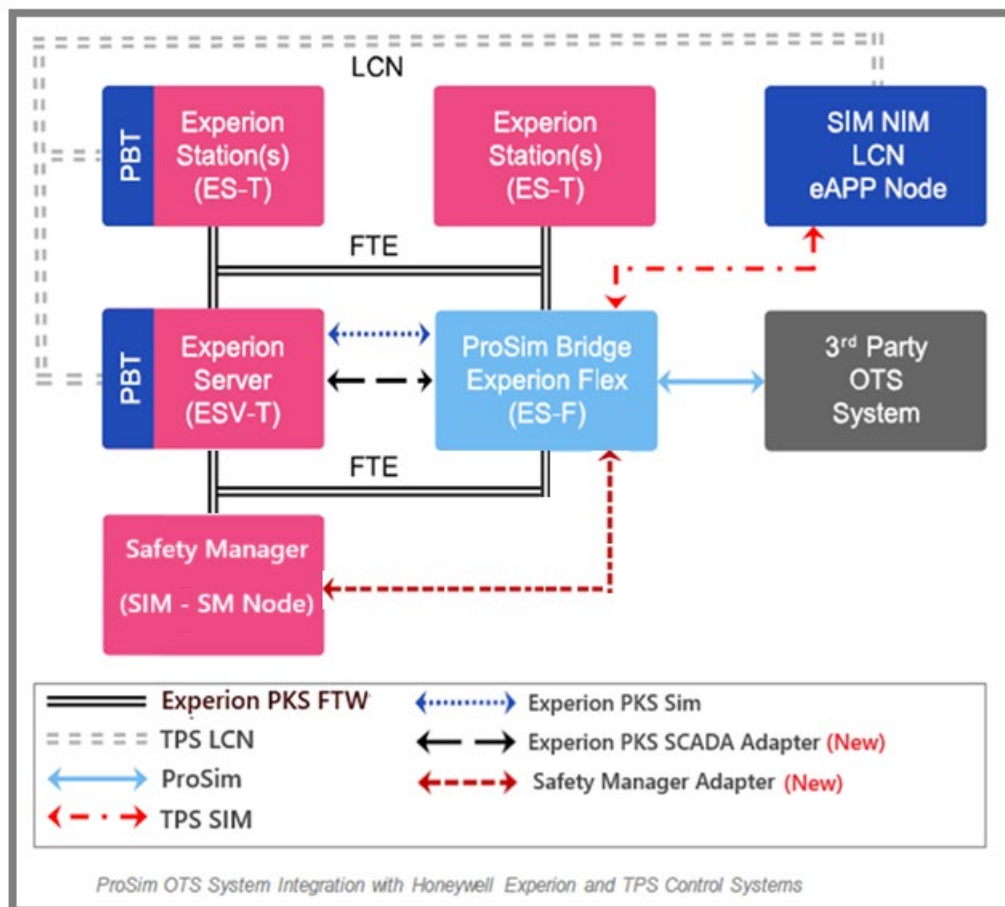 LCN
PBT
Experion
Station(s)
(ES-T)
Experion
Station(s)
(ES-T)
SIM NIM
LCN
eAPP Node
FTE
PBT
Experion
Server
(ESV-T)
ProSim Bridge
Experion Flex
(ES-F)
3rd Party
OTS
System
FTE
Safety Manager
(SIM - SM Node)
Experion PKS FTW
TPS LCN
ProSim
TPS SIM
Experion PKS Sim
Experion PKS SCADA Adapter (New)
Safety Manager Adapter (New)
ProSim OTS System Integration with Honeywell Experion and TPS Control Systems